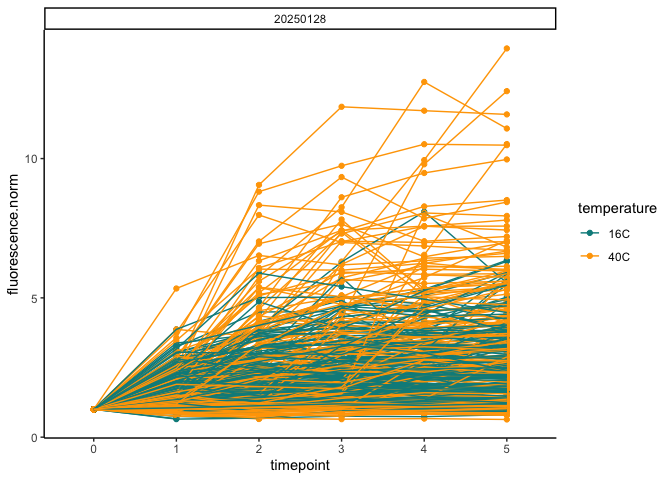 20250128
fluorescence.norm
10
5
0
0 1 2 3 4 5
timepoint
temperature
16C
40C